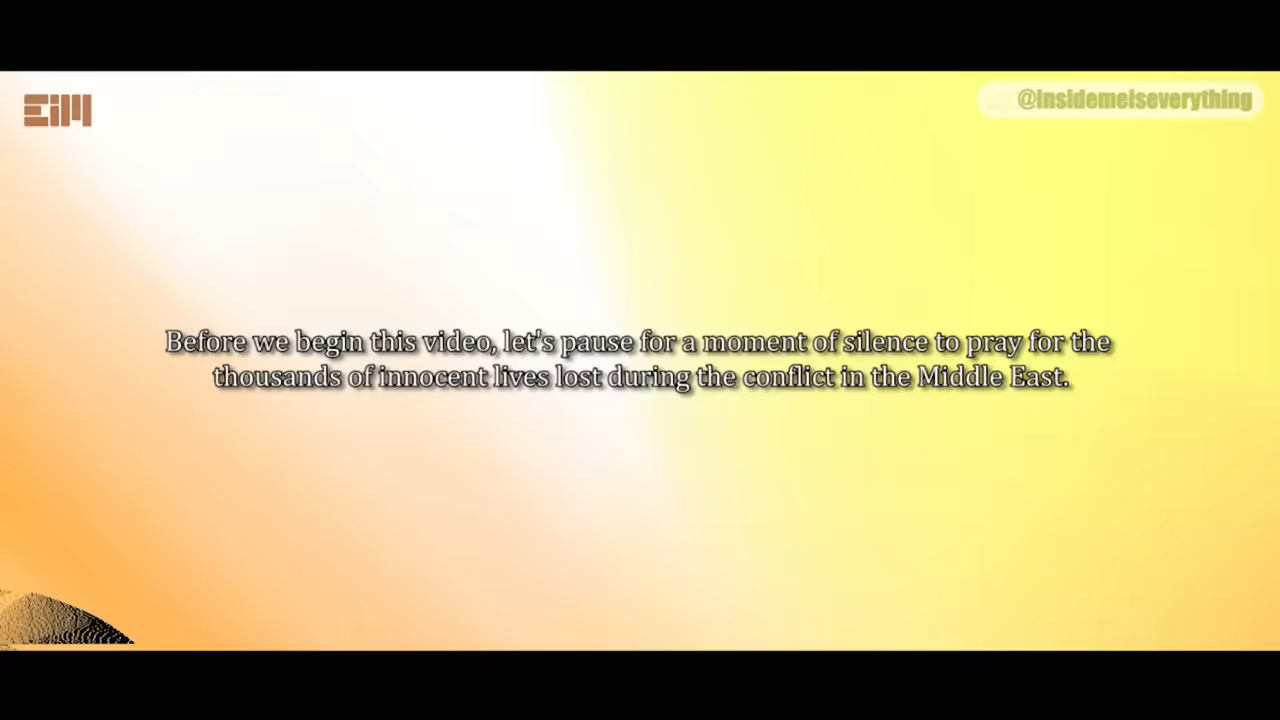 EiM
@Insidemeiseverything
Before we begin this video, let's pause for a moment of silence to pray for the
thousands of innocent lives lost during the conflict in the Middle East.